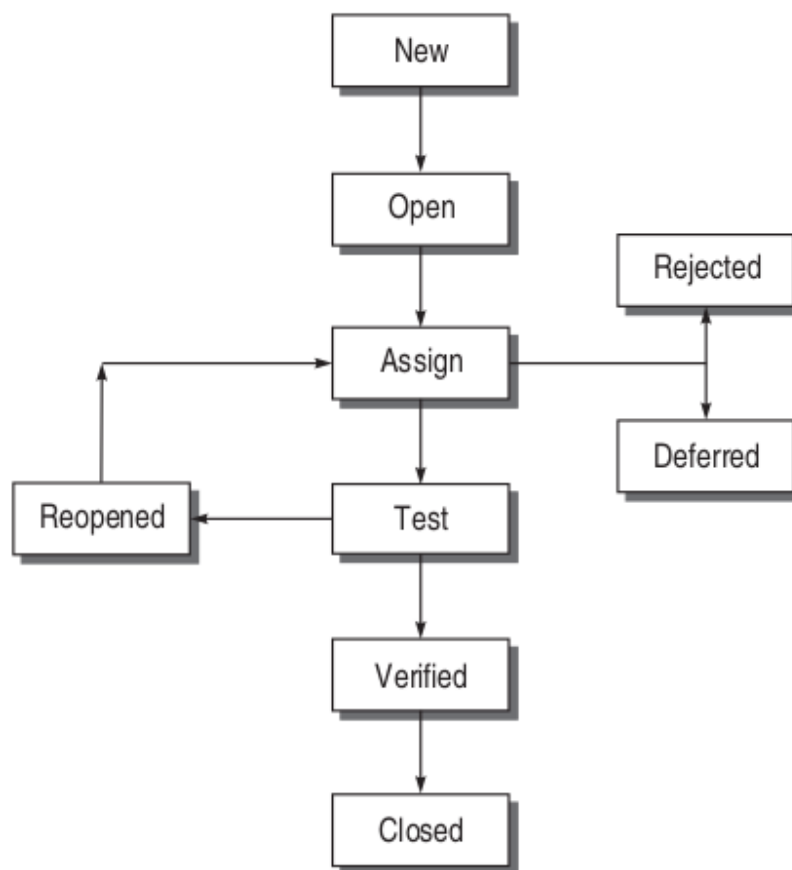 New
Open
Rejected
Assign
Deferred
Reopened
Test
Verified
Closed